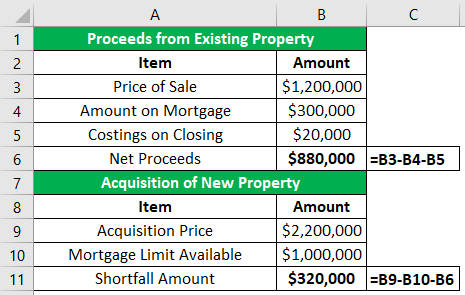 A B C
1 Proceeds from Existing Property
2 Item Amount
3 Price of Sale $1,200,000
4 Amount on Mortgage $300,000
5 Costings on Closing $20,000
6 Net Proceeds $880,000 =B3-B4-B5
7 Acquisition of New Property
8 Item Amount
9 Acquisition Price $2,200,000
10 Mortgage Limit Available $1,000,000
11 Shortfall Amount $320,000 =B9-B10-B6